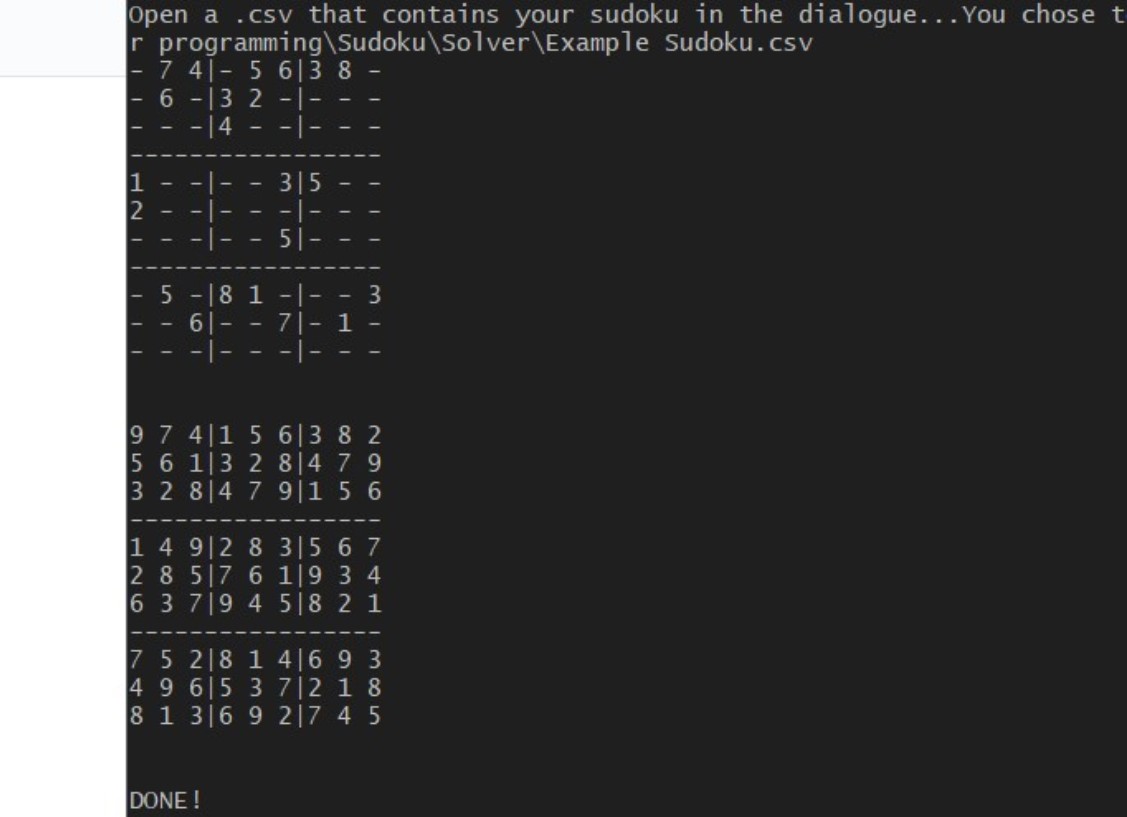 Open a .csv that contains your sudoku in the dialogue...You chose t
r programming\Sudoku\Solver\Example Sudoku.csv
- 7 4|- 5 6|3 8 -
- 6 -|3 2 -|- - -
- - -|4 - -|- - -
-----------------
1 - -|- - 3|5 - -
2 - -|- - -|- - -
- - -|- - 5|- - -
-----------------
- 5 -|8 1 -|- - 3
- - 6|- - 7|- 1 -
- - -|- - -|- - -
9 7 4|1 5 6|3 8 2
5 6 1|3 2 8|4 7 9
3 2 8|4 7 9|1 5 6
-----------------
1 4 9|2 8 3|5 6 7
2 8 5|7 6 1|9 3 4
6 3 7|9 4 5|8 2 1
-----------------
7 5 2|8 1 4|6 9 3
4 9 6|5 3 7|2 1 8
8 1 3|6 9 2|7 4 5
DONE!